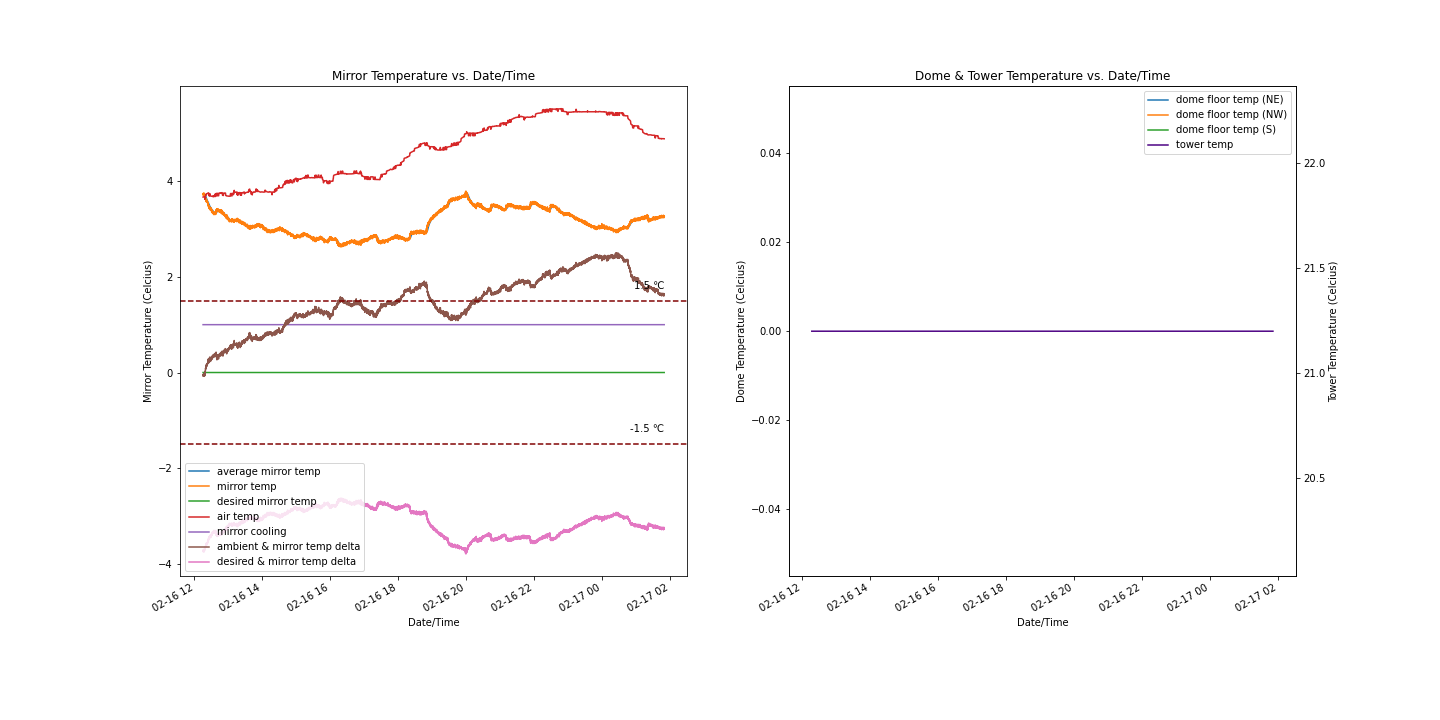 Mirror Temperature vs. Date/Time
Mirror Temperature (Celcius)
4
2
0
−2
−4
1.5 °C
-1.5 °C
average mirror temp
mirror temp
desired mirror temp
air temp
mirror cooling
ambient & mirror temp delta
desired & mirror temp delta
02-16 12
02-16 14
02-16 16
02-16 18
02-16 20
02-16 22
02-17 00
02-17 02
Date/Time
Dome & Tower Temperature vs. Date/Time
Dome Temperature (Celcius)
0.04
0.02
0.00
−0.02
−0.04
dome floor temp (NE)
dome floor temp (NW)
dome floor temp (S)
tower temp
22.0
21.5
21.0
20.5
Tower Temperature (Celcius)
02-16 12
02-16 14
02-16 16
02-16 18
02-16 20
02-16 22
02-17 00
02-17 02
Date/Time